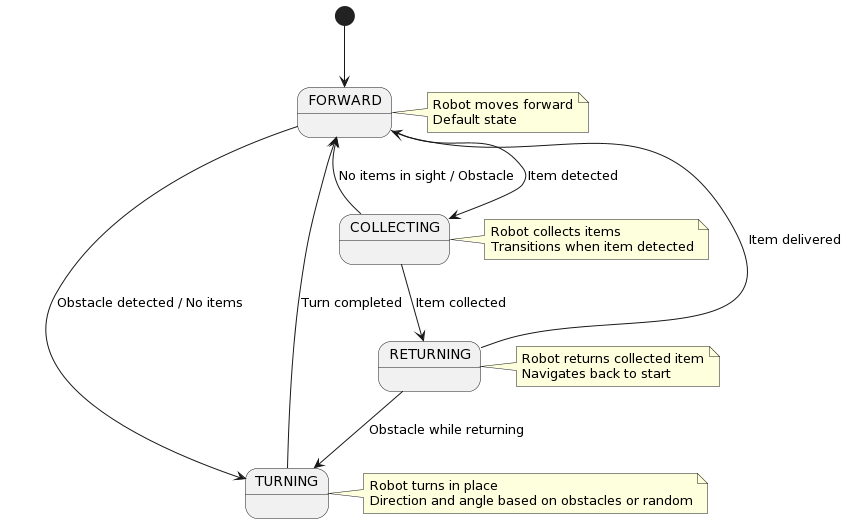 FORWARD
Robot moves forward
Default state
No items in sight / Obstacle
Item detected
COLLECTING
Robot collects items
Transitions when item detected
Item delivered
Obstacle detected / No items
Turn completed
Item collected
RETURNING
Robot returns collected item
Navigates back to start
Obstacle while returning
TURNING
Robot turns in place
Direction and angle based on obstacles or random